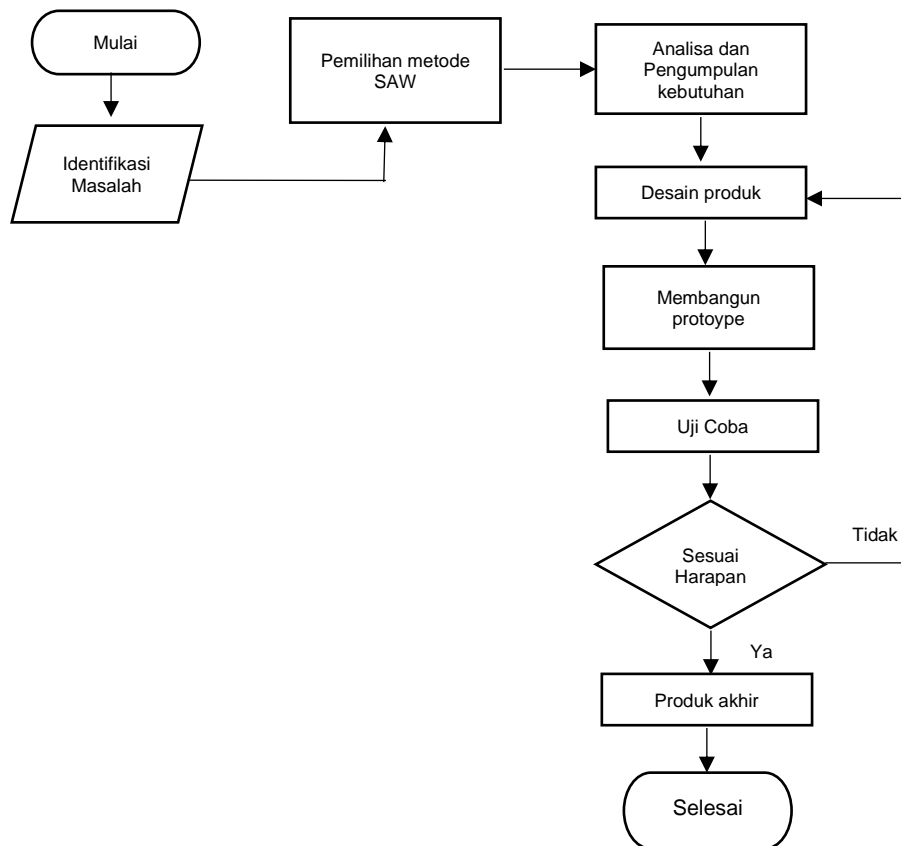 Mulai
Identifikasi
Masalah
Pemilihan metode
SAW
Analisa dan
Pengumpulan
kebutuhan
Desain produk
Membangun
protoype
Uji Coba
Sesuai
Harapan
Tidak
Ya
Produk akhir
Selesai